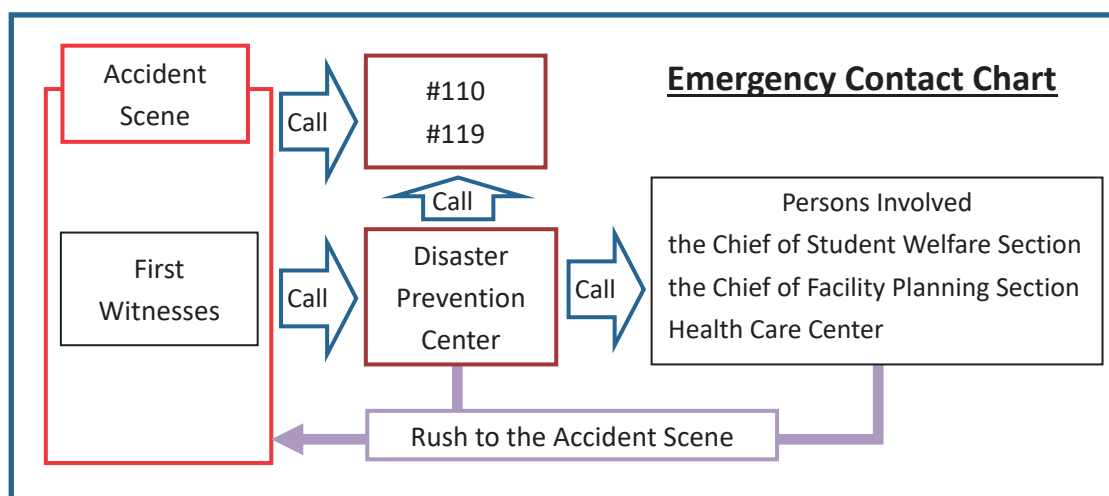 Emergency Contact Chart
Accident
Scene
Call
#110
#119
Call
First
Witnesses
Call
Disaster
Prevention
Center
Call
Persons Involved
the Chief of Student Welfare Section
the Chief of Facility Planning Section
Health Care Center
Rush to the Accident Scene